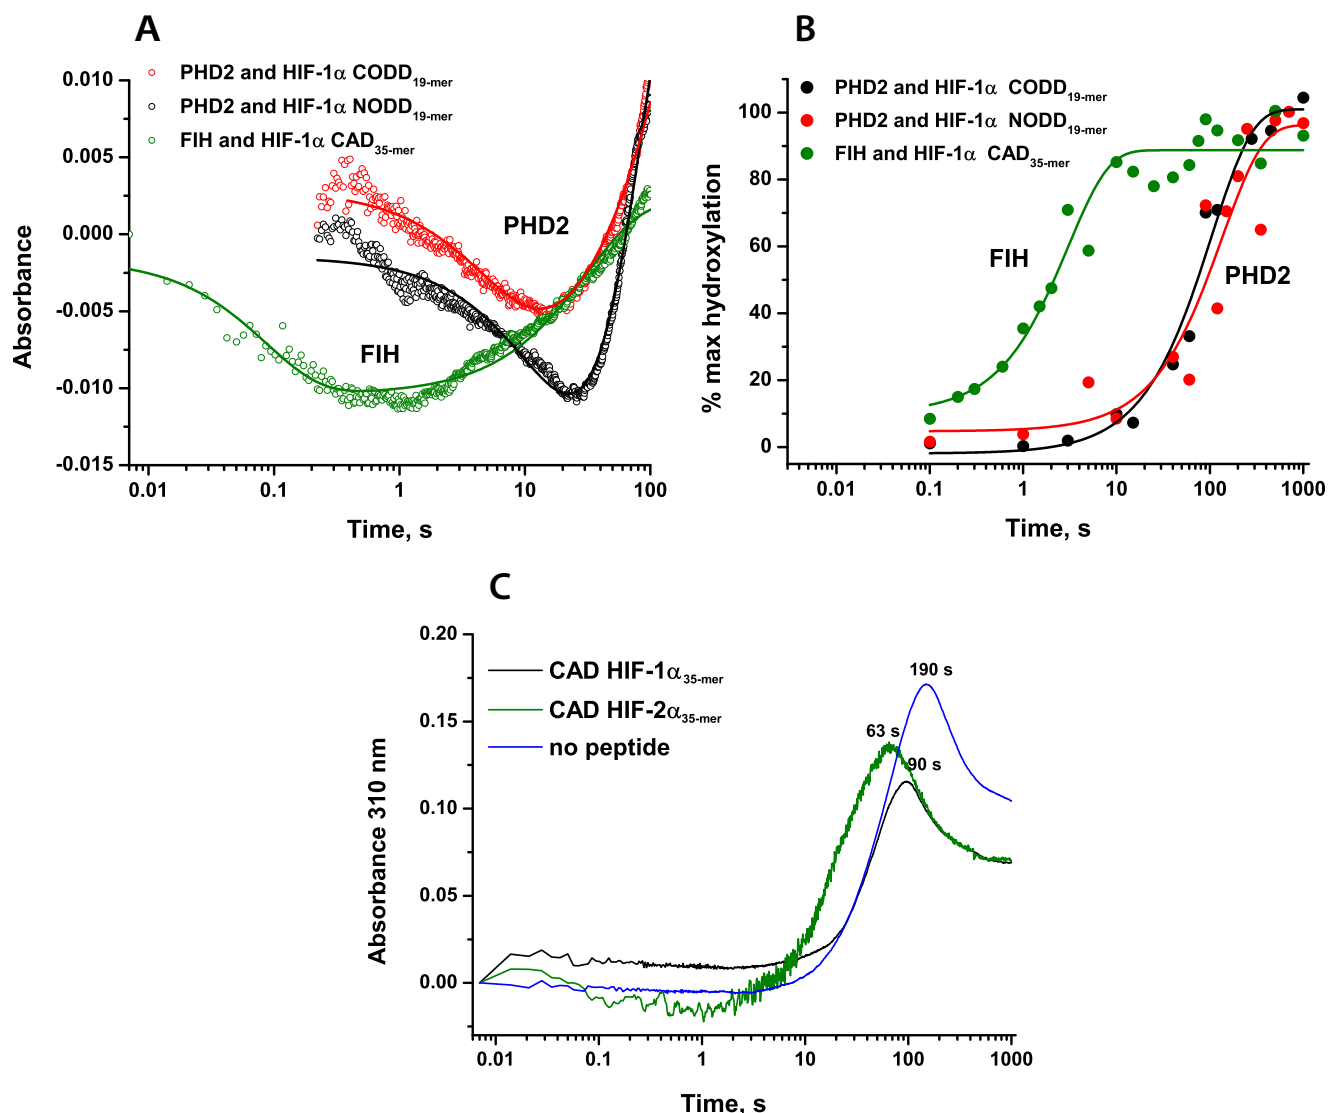 A
PHD2 and HIF-1α CODD19-mer
PHD2 and HIF-1α NODD19-mer
FIH and HIF-1α CAD35-mer
0.010
0.005
0.000
-0.005
-0.010
-0.015
Absorbance
PHD2
FIH
0.01 0.1 1 10 100
Time, s
B
PHD2 and HIF-1α CODD19-mer
PHD2 and HIF-1α NODD19-mer
FIH and HIF-1α CAD35-mer
100
80
60
40
20
0
% max hydroxylation
FIH
PHD2
0.01 0.1 1 10 100 1000
Time, s
C
CAD HIF-1α35-mer
CAD HIF-2α35-mer
no peptide
0.20
0.15
0.10
0.05
0.00
Absorbance 310 nm
190 s
63 s
90 s
0.01 0.1 1 10 100 1000
Time, s